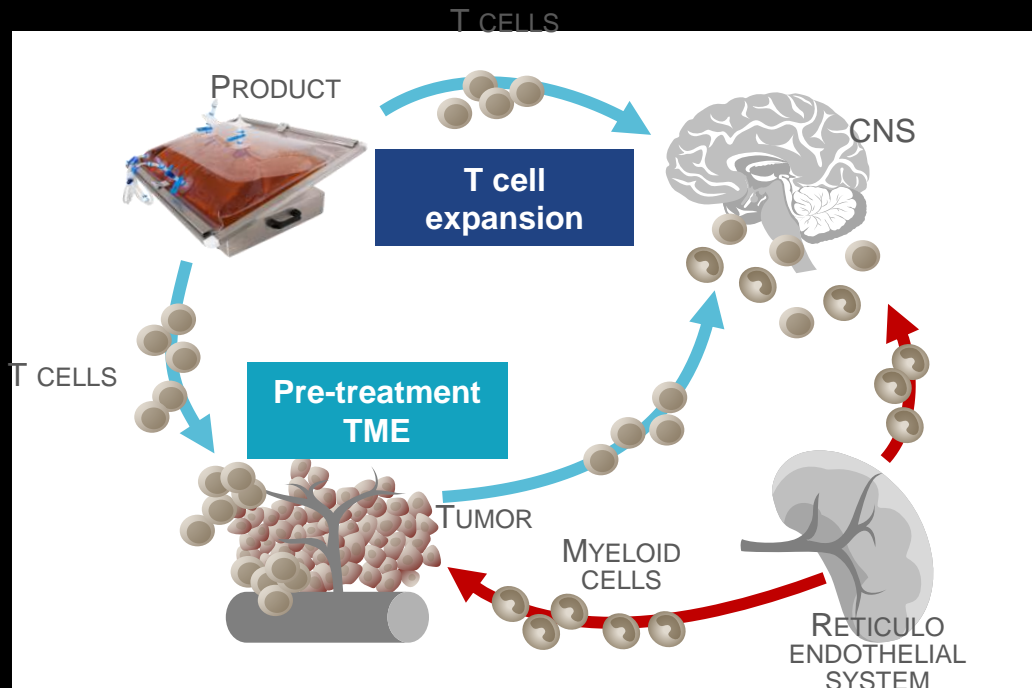 T CELLS
PRODUCT
CNS
T cell
expansion
T CELLS
Pre-treatment
TME
TUMOR
MYELOID
CELLS
RETICULO
ENDOTHELIAL
SYSTEM